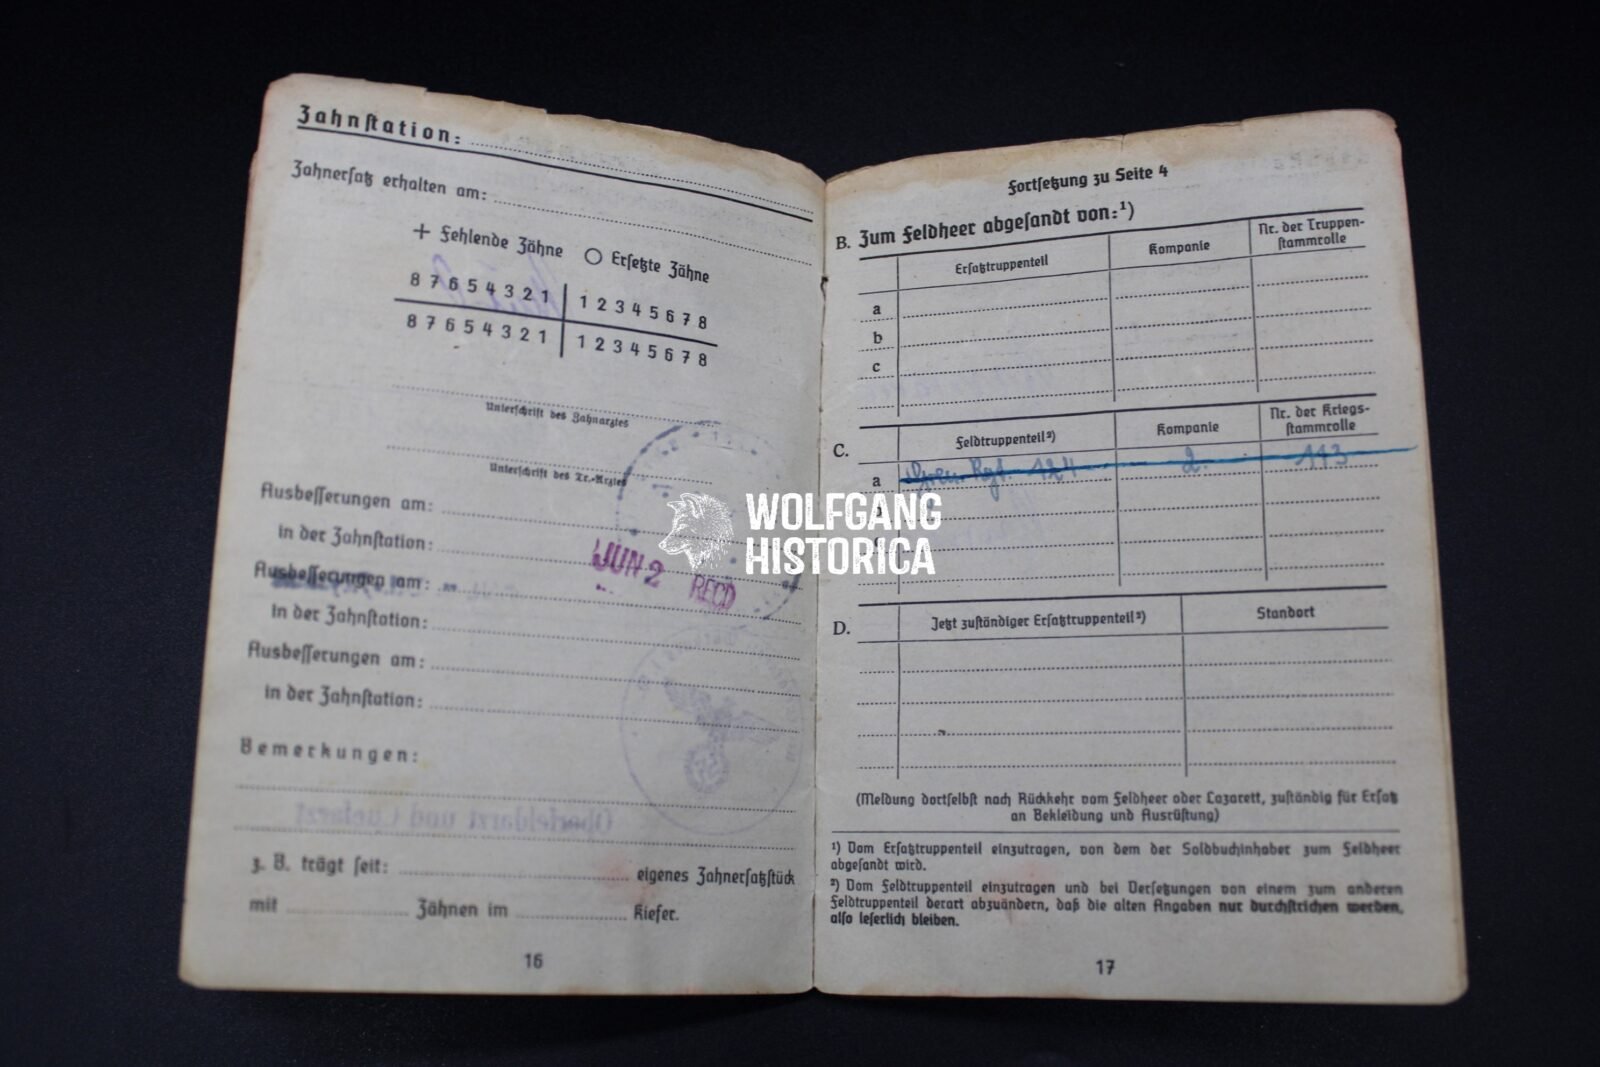 Zahnstation:
Zahnersatz erhalten am:
+ Fehlende Zähne ○ Ersetzte Zähne
8 7 6 5 4 3 2 1 1 2 3 4 5 6 7 8
8 7 6 5 4 3 2 1 1 2 3 4 5 6 7 8
Unterschrift des Zahnarztes
Unterschrift des Tr.-Arztes
Ausbesserungen am:
in der Zahnstation:
JUN 2 RECD
Ausbesserungen am:
in der Zahnstation:
Ausbesserungen am:
in der Zahnstation:
Bemerkungen:
z. B. trägt seit: eigenes Zahnersatzstück
mit Zähnen im Kiefer.
16
WOLFGANG
HISTORICA
Fortsetzung zu Seite 4
B. Zum Feldheer abgesandt von:¹)
Ersatztruppenteil Kompanie Nr. der Truppen-
stammrolle
a
b
c
C. Feldtruppenteil²) Kompanie Nr. der Kriegs-
stammrolle
a Gren. Rgt. 124 2. 113
b
c
D. Jetzt zuständiger Ersatztruppenteil²) Standort
(Meldung dortselbst nach Rückkehr vom Feldheer oder Lazarett, zuständig für Ersatz
an Bekleidung und Ausrüstung)
¹) Vom Ersatztruppenteil einzutragen, von dem der Soldbuchinhaber zum Feldheer
abgesandt wird.
²) Vom Feldtruppenteil einzutragen und bei Versetzungen von einem zum anderen
Feldtruppenteil derart abzuändern, daß die alten Angaben nur durchstrichen werden,
also leserlich bleiben.
17